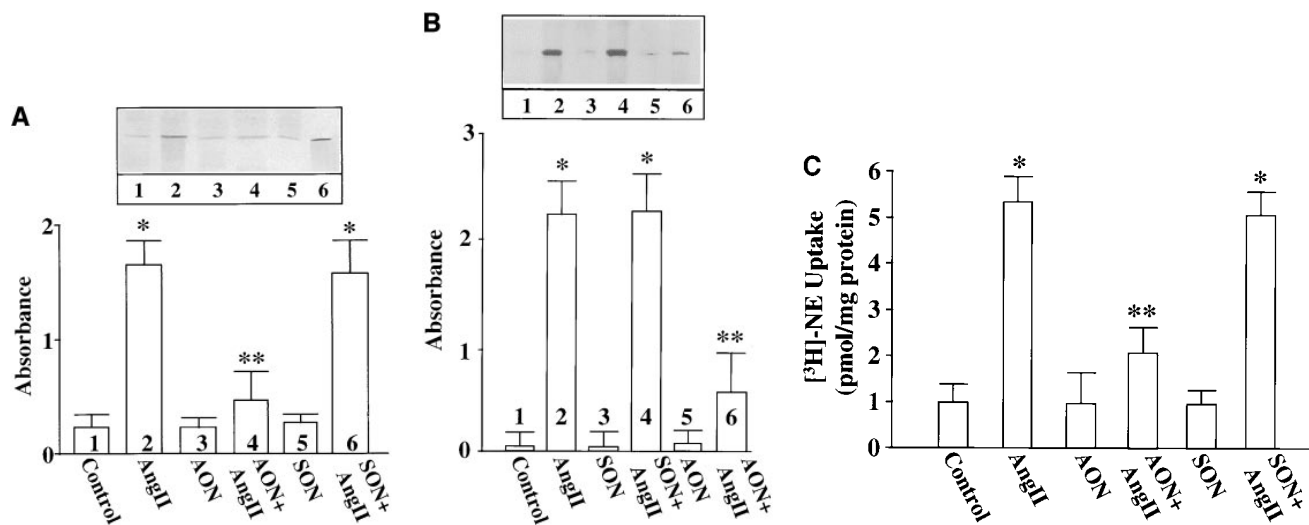 A
1 2 3 4 5 6
Absorbance
2
1
0
*
*
**
1 2 3 4 5 6
Control
AngII
AON
AON+
AngII
SON
SON+
AngII
B
1 2 3 4 5 6
Absorbance
3
2
1
0
*
*
**
1 2 3 4 5 6
Control
AngII
SON
SON+
AngII
AON
AON+
AngII
C
[³H]-NE Uptake
(pmol/mg protein)
6
5
4
3
2
1
0
*
**
*
Control
AngII
AON
AON+
AngII
SON
SON+
AngII